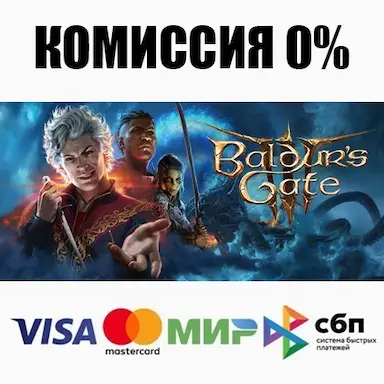 КОМИССИЯ 0%
BALDUR'S
GATE
III
VISA
mastercard
МИР
сбп
система быстрых
платежей